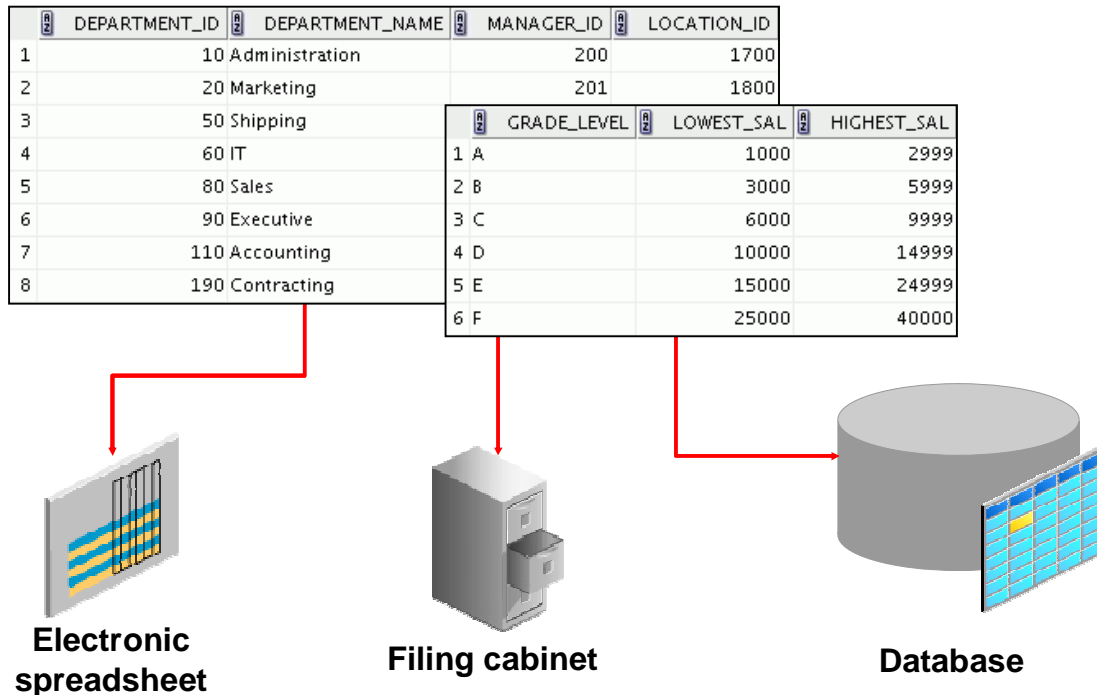 DEPARTMENT_ID DEPARTMENT_NAME MANAGER_ID LOCATION_ID
1 10 Administration 200 1700
2 20 Marketing 201 1800
3 50 Shipping
4 60 IT
5 80 Sales
6 90 Executive
7 110 Accounting
8 190 Contracting
GRADE_LEVEL LOWEST_SAL HIGHEST_SAL
1 A 1000 2999
2 B 3000 5999
3 C 6000 9999
4 D 10000 14999
5 E 15000 24999
6 F 25000 40000
Electronic
spreadsheet
Filing cabinet
Database